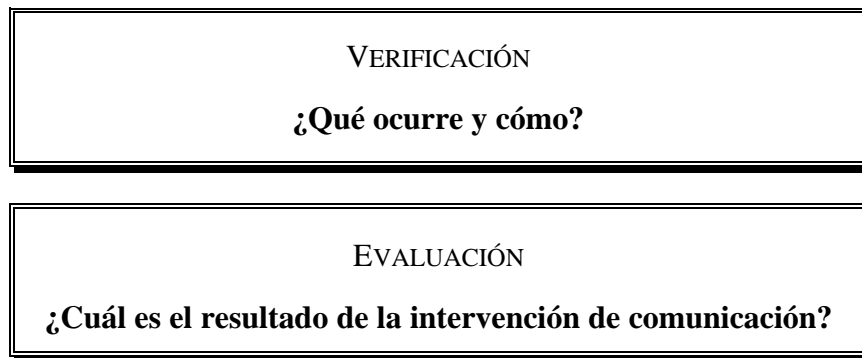 VERIFICACIÓN
¿Qué ocurre y cómo?
EVALUACIÓN
¿Cuál es el resultado de la intervención de comunicación?